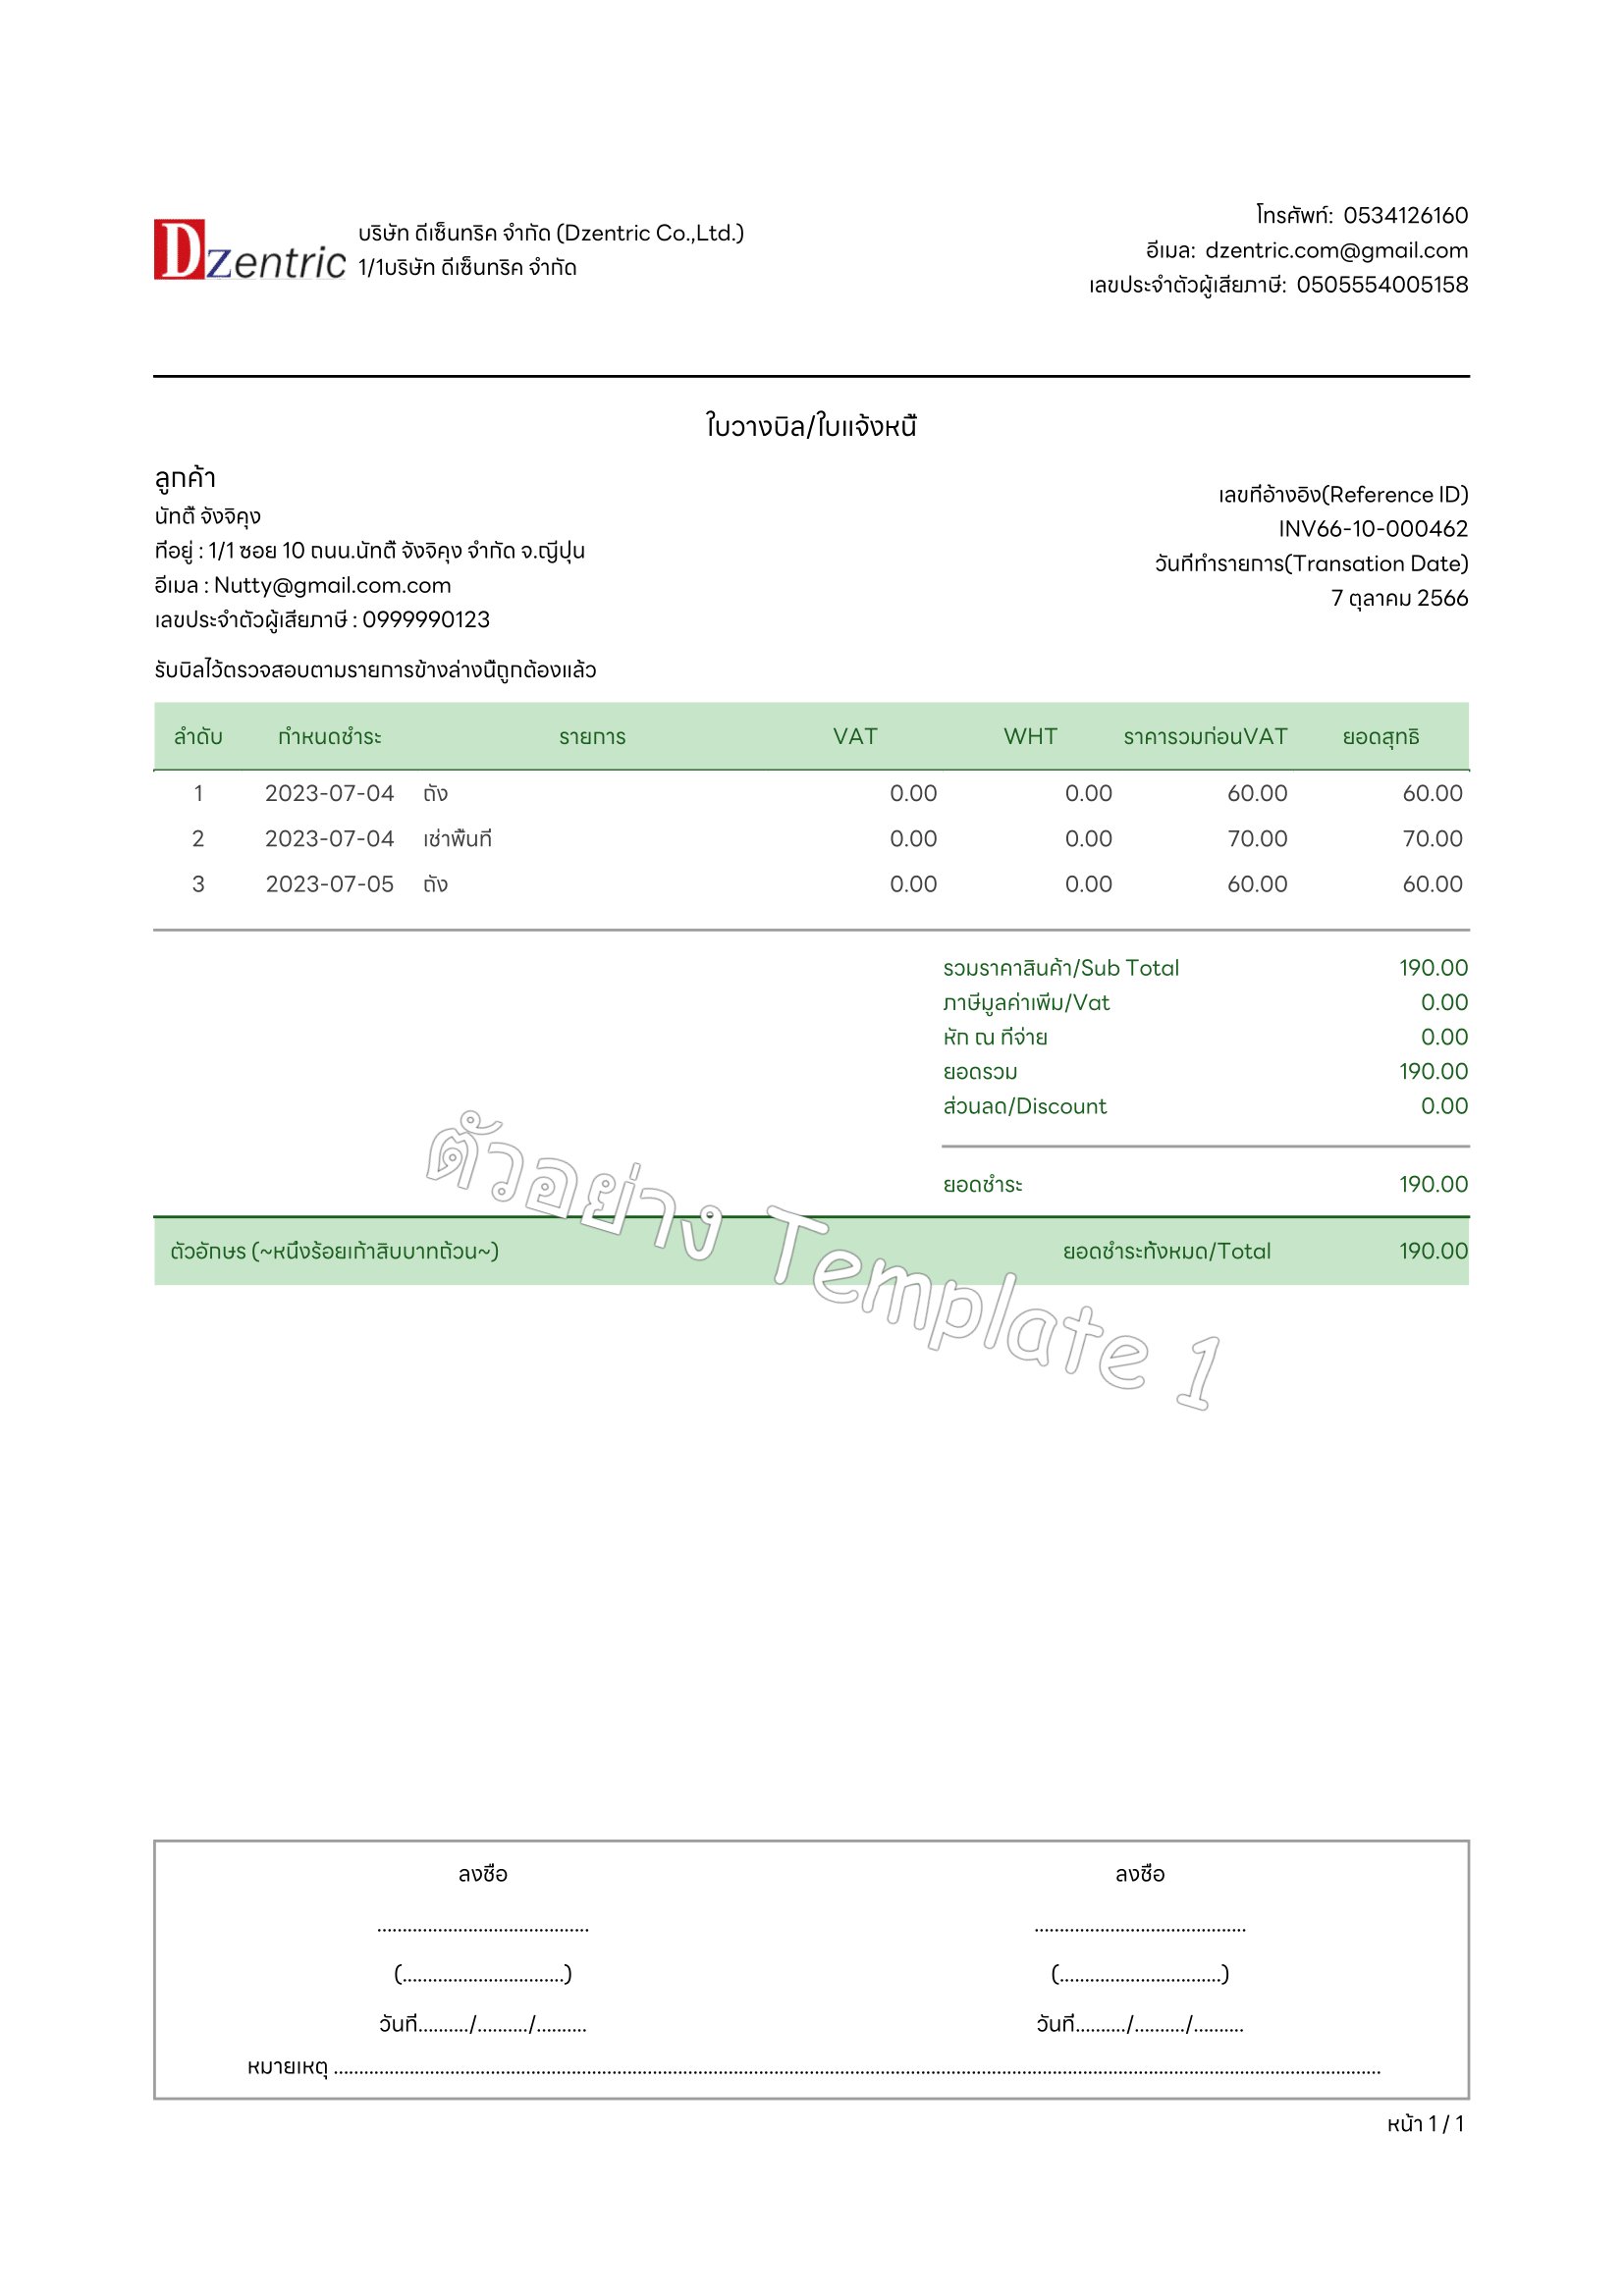 Dzentric
บริษัท ดีเซ็นทริค จำกัด (Dzentric Co.,Ltd.)
1/1บริษัท ดีเซ็นทริค จำกัด
โทรศัพท์: 0534126160
อีเมล: dzentric.com@gmail.com
เลขประจำตัวผู้เสียภาษี: 0505554005158
ใบวางบิล/ใบแจ้งหนี้
ลูกค้า
นัทตี้ จังจิคุง
ที่อยู่ : 1/1 ซอย 10 ถนน.นัทตี้ จังจิคุง จำกัด จ.ญี่ปุ่น
อีเมล : Nutty@gmail.com.com
เลขประจำตัวผู้เสียภาษี : 0999990123
เลขที่อ้างอิง(Reference ID)
INV66-10-000462
วันที่ทำรายการ(Transation Date)
7 ตุลาคม 2566
รับบิลไว้ตรวจสอบตามรายการข้างล่างนี้ถูกต้องแล้ว
ลำดับ กำหนดชำระ รายการ VAT WHT ราคารวมก่อนVAT ยอดสุทธิ
1 2023-07-04 ถัง 0.00 0.00 60.00 60.00
2 2023-07-04 เช่าพื้นที่ 0.00 0.00 70.00 70.00
3 2023-07-05 ถัง 0.00 0.00 60.00 60.00
รวมราคาสินค้า/Sub Total 190.00
ภาษีมูลค่าเพิ่ม/Vat 0.00
หัก ณ ที่จ่าย 0.00
ยอดรวม 190.00
ส่วนลด/Discount 0.00
ยอดชำระ 190.00
ตัวอักษร (~หนึ่งร้อยเก้าสิบบาทถ้วน~) ยอดชำระทั้งหมด/Total 190.00
ตัวอย่าง Template 1
ลงชื่อ ลงชื่อ
.......................................... ..........................................
(................................) (................................)
วันที่........../........../.......... วันที่........../........../..........
หมายเหตุ ................................................................................................................................................................................................................
หน้า 1 / 1